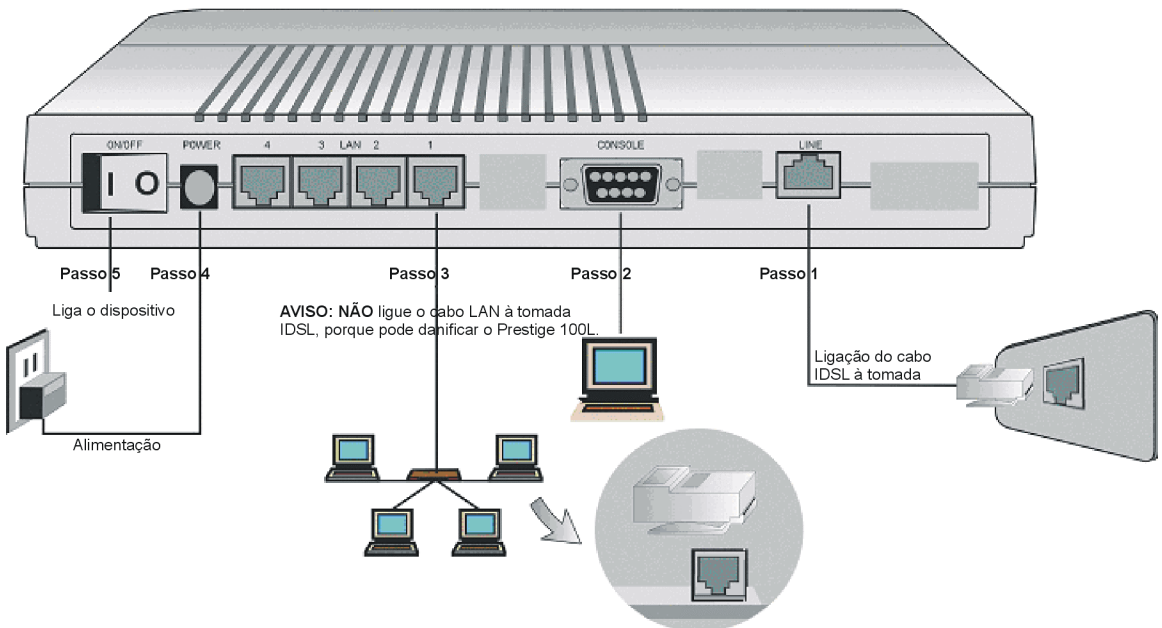 ON/OFF POWER 4 3 LAN 2 1 CONSOLE LINE
I O
Passo 5 Passo 4 Passo 3 Passo 2 Passo 1
Liga o dispositivo
AVISO: NÃO ligue o cabo LAN à tomada
IDSL, porque pode danificar o Prestige 100L.
Ligação do cabo
IDSL à tomada
Alimentação